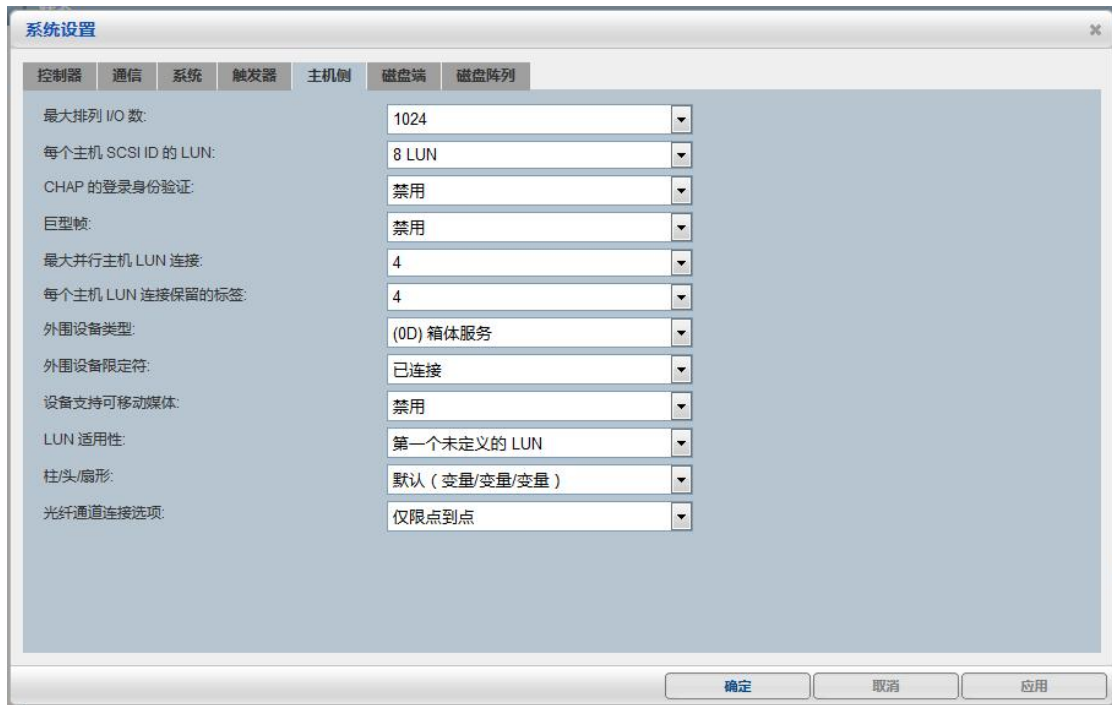 系统设置
控制器 通信 系统 触发器 主机侧 磁盘端 磁盘阵列
最大排列 I/O 数: 1024
每个主机 SCSI ID 的 LUN: 8 LUN
CHAP 的登录身份验证: 禁用
巨型帧: 禁用
最大并行主机 LUN 连接: 4
每个主机 LUN 连接保留的标签: 4
外围设备类型: (0D) 箱体服务
外围设备限定符: 已连接
设备支持可移动媒体: 禁用
LUN 适用性: 第一个未定义的 LUN
柱/头/扇形: 默认（变量/变量/变量）
光纤通道连接选项: 仅限点到点
确定 取消 应用